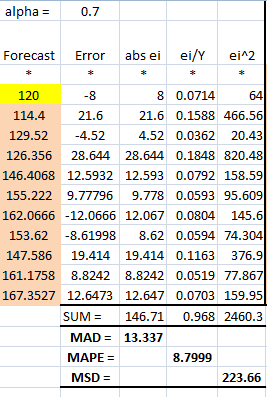 alpha = 0.7
Forecast Error abs ei ei/Y ei^2
* * * * *
120 -8 8 0.0714 64
114.4 21.6 21.6 0.1588 466.56
129.52 -4.52 4.52 0.0362 20.43
126.356 28.644 28.644 0.1848 820.48
146.4068 12.5932 12.593 0.0792 158.59
155.222 9.77796 9.778 0.0593 95.609
162.0666 -12.0666 12.067 0.0804 145.6
153.62 -8.61998 8.62 0.0594 74.304
147.586 19.414 19.414 0.1163 376.9
161.1758 8.8242 8.8242 0.0519 77.867
167.3527 12.6473 12.647 0.0703 159.95
SUM = 146.71 0.968 2460.3
MAD = 13.337
MAPE = 8.7999
MSD = 223.66